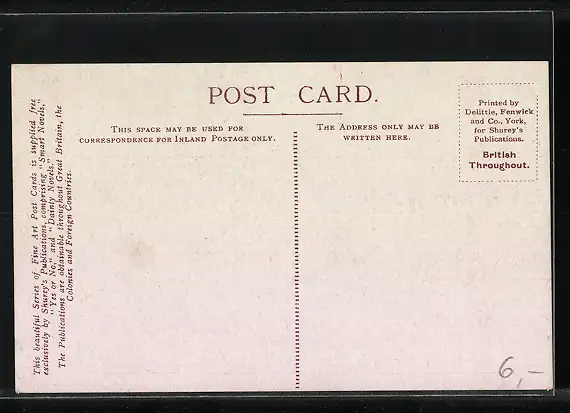 POST CARD.
THIS SPACE MAY BE USED FOR
CORRESPONDENCE FOR INLAND POSTAGE ONLY.
THE ADDRESS ONLY MAY BE
WRITTEN HERE.
Printed by
Delittle, Fenwick
and Co., York,
for Shurey's
Publications.
British
Throughout.
This beautiful Series of Fine Art Post Cards is supplied free
exclusively by Shurey's Publications, comprising "Smart Novels,"
"Yes or No," and "Dainty Novels."
The Publications are obtainable throughout Great Britain, the
Colonies and Foreign Countries.
6,-